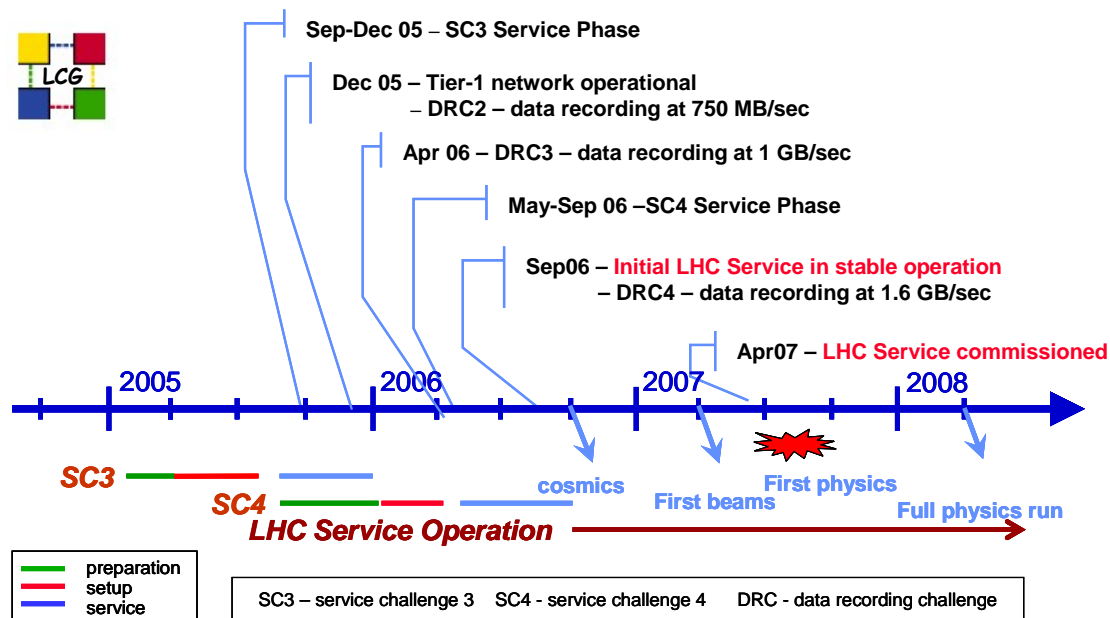 LCG
Sep-Dec 05 – SC3 Service Phase
Dec 05 – Tier-1 network operational
– DRC2 – data recording at 750 MB/sec
Apr 06 – DRC3 – data recording at 1 GB/sec
May-Sep 06 –SC4 Service Phase
Sep06 – Initial LHC Service in stable operation
– DRC4 – data recording at 1.6 GB/sec
Apr07 – LHC Service commissioned
2005 2006 2007 2008
SC3
cosmics
First beams
First physics
Full physics run
SC4
LHC Service Operation
preparation
setup
service
SC3 – service challenge 3 SC4 - service challenge 4 DRC - data recording challenge